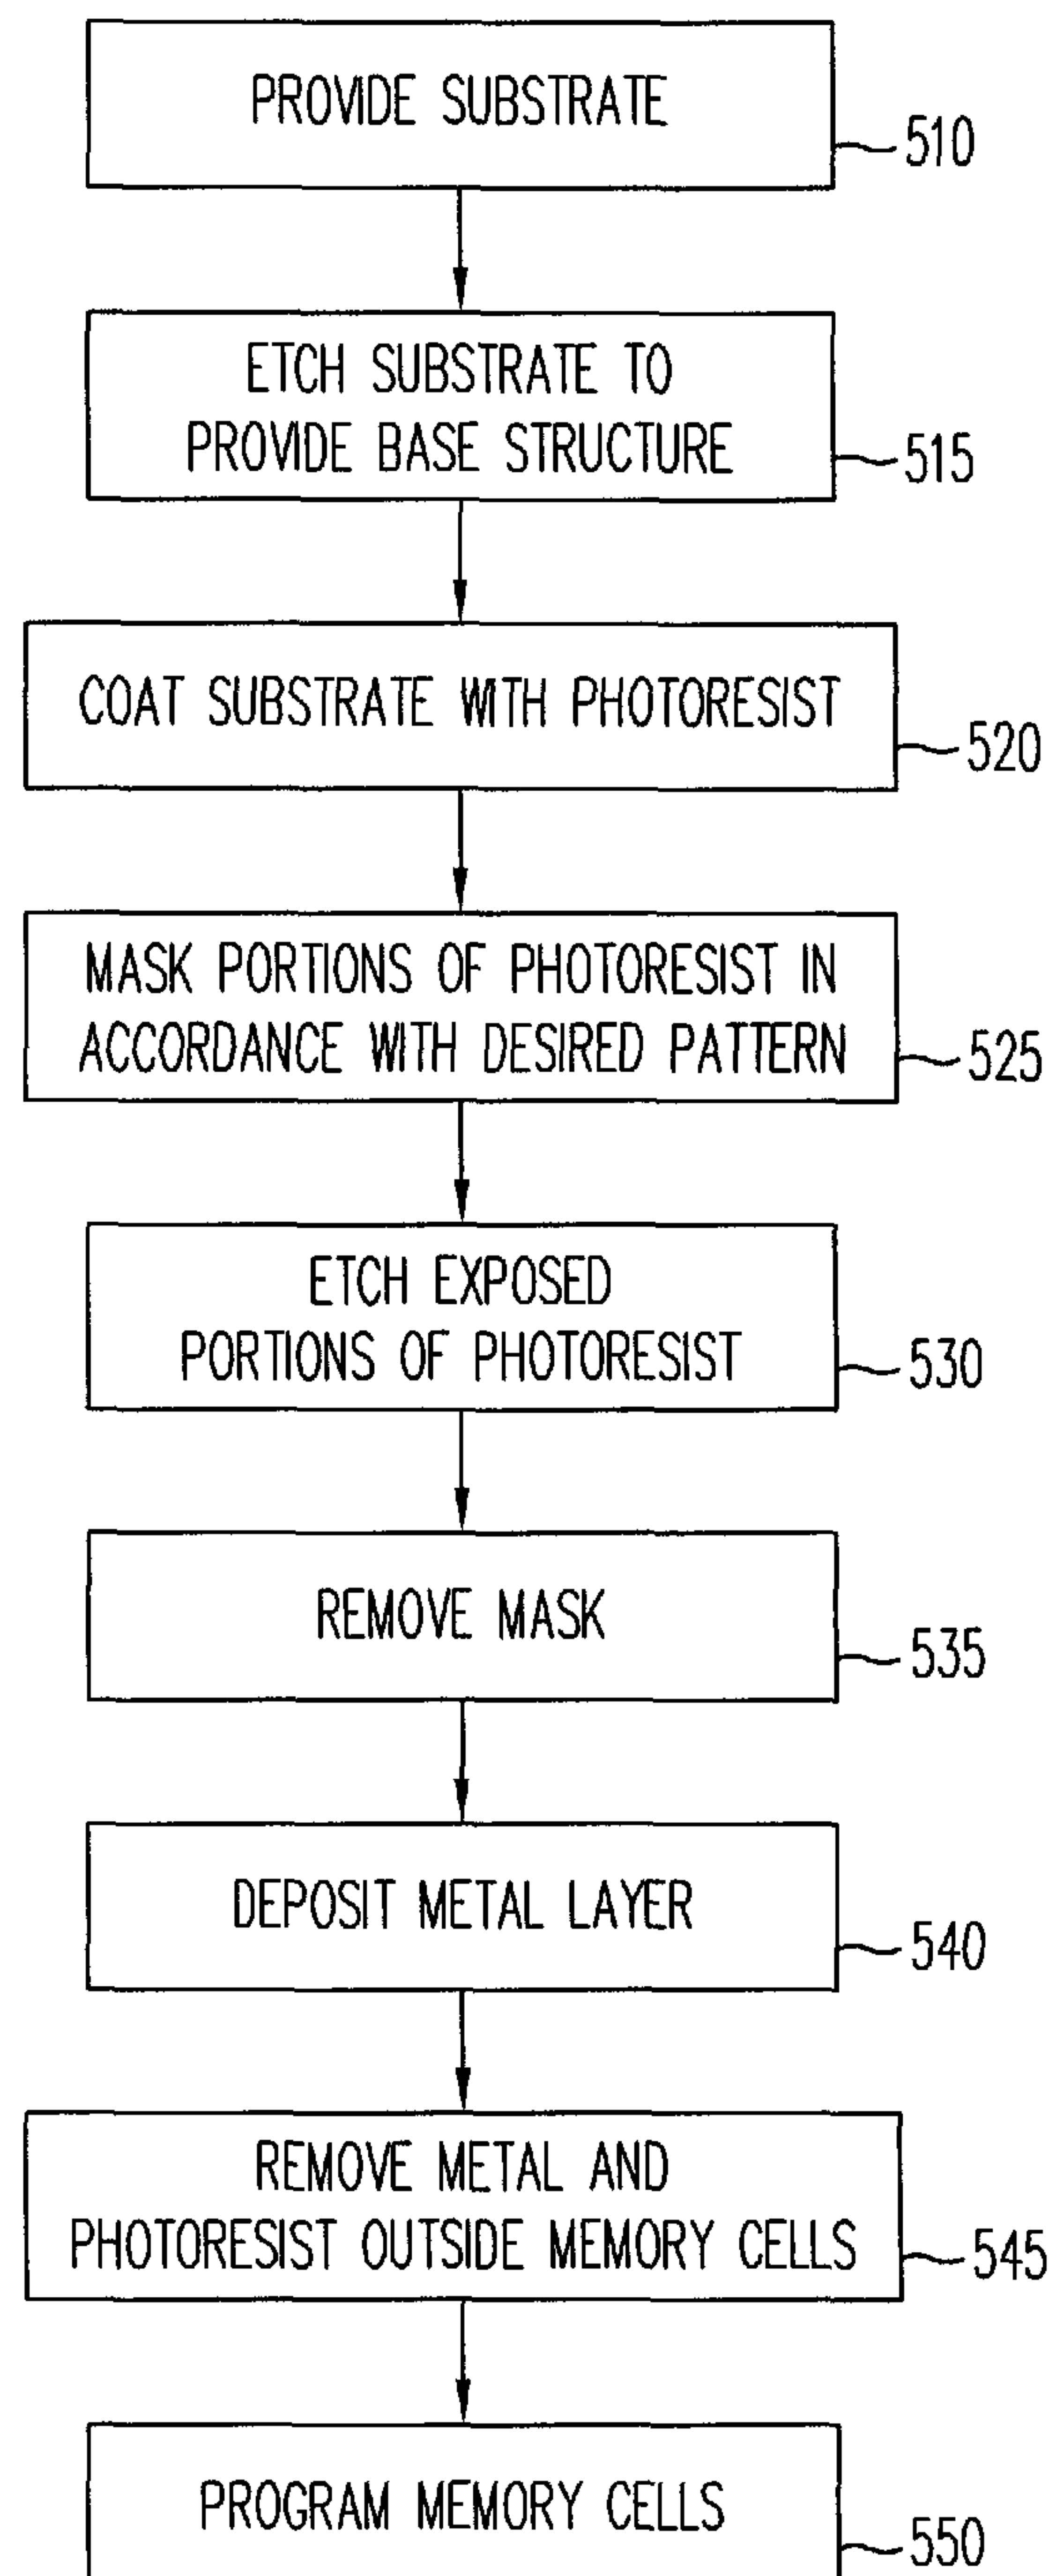 PROVIDE SUBSTRATE
510
ETCH SUBSTRATE TO
PROVIDE BASE STRUCTURE
515
COAT SUBSTRATE WITH PHOTORESIST
520
MASK PORTIONS OF PHOTORESIST IN
ACCORDANCE WITH DESIRED PATTERN
525
ETCH EXPOSED
PORTIONS OF PHOTORESIST
530
REMOVE MASK
535
DEPOSIT METAL LAYER
540
REMOVE METAL AND
PHOTORESIST OUTSIDE MEMORY CELLS
545
PROGRAM MEMORY CELLS
550